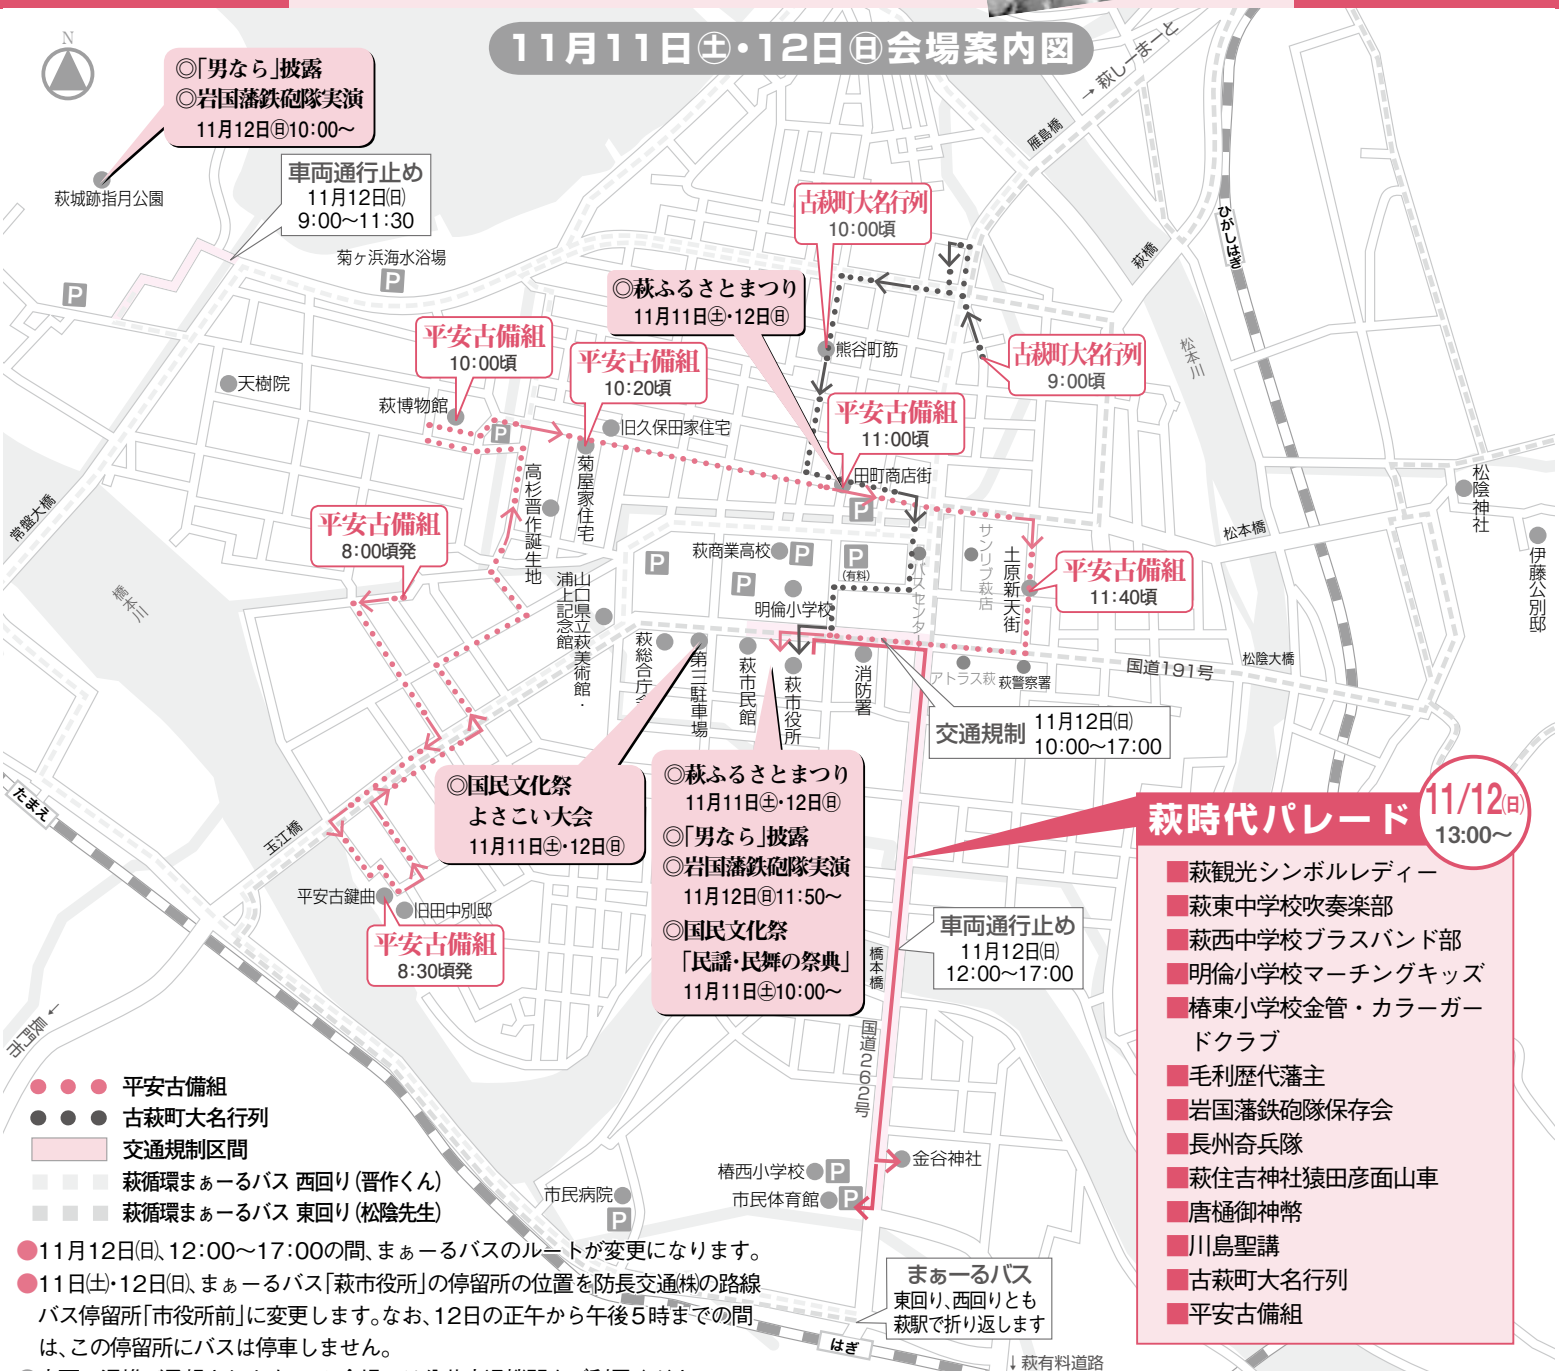 11月11日㊏・12日㊐会場案内図
N
◎「男なら」披露
◎岩国藩鉄砲隊実演
11月12日㊐10:00〜
萩城跡指月公園
車両通行止め
11月12日㈰
9:00〜11:30
菊ヶ浜海水浴場
P
P
→ 萩しーまーと
雁島橋
萩橋
ひがしはぎ
松本川
古萩町大名行列
10:00頃
◎萩ふるさとまつり
11月11日㊏・12日㊐
熊谷町筋
古萩町大名行列
9:00頃
平安古備組
10:00頃
平安古備組
10:20頃
平安古備組
11:00頃
天樹院
萩博物館
P
旧久保田家住宅
菊屋家住宅
高杉晋作誕生地
田町商店街
P
常盤大橋
橋本川
平安古備組
8:00頃発
山口県立萩美術館・
浦上記念館
P
萩商業高校
P
P
P
(有料)
明倫小学校
バスセンター
サンリブ萩店
土原新天街
平安古備組
11:40頃
松本橋
松陰神社
伊藤公別邸
萩総合庁舎
第三駐車場
萩市民館
萩市役所
消防署
アトラス萩
萩警察署
国道191号
松陰大橋
交通規制
11月12日㈰
10:00〜17:00
◎国民文化祭
よさこい大会
11月11日㊏・12日㊐
◎萩ふるさとまつり
11月11日㊏・12日㊐
◎「男なら」披露
◎岩国藩鉄砲隊実演
11月12日㊐11:50〜
◎国民文化祭
「民謡・民舞の祭典」
11月11日㊏10:00〜
たまえ
玉江橋
平安古鍵曲
旧田中別邸
平安古備組
8:30頃発
← 長門市
橋本橋
国道262号
車両通行止め
11月12日㈰
12:00〜17:00
萩時代パレード
11/12㈰
13:00〜
■萩観光シンボルレディー
■萩東中学校吹奏楽部
■萩西中学校ブラスバンド部
■明倫小学校マーチングキッズ
■椿東小学校金管・カラーガー
ドクラブ
■毛利歴代藩主
■岩国藩鉄砲隊保存会
■長州奇兵隊
■萩住吉神社猿田彦面山車
■唐樋御神幣
■川島聖講
■古萩町大名行列
■平安古備組
金谷神社
椿西小学校
P
市民体育館
P
市民病院
P
平安古備組
古萩町大名行列
交通規制区間
萩循環まぁーるバス 西回り(晋作くん)
萩循環まぁーるバス 東回り(松陰先生)
●11月12日㈰、12:00〜17:00の間、まぁーるバスのルートが変更になります。
●11日㈯・12日㈰、まぁーるバス「萩市役所」の停留所の位置を防長交通㈱の路線
バス停留所「市役所前」に変更します。なお、12日の正午から午後5時までの間
は、この停留所にバスは停車しません。
まぁーるバス
東回り、西回りとも
萩駅で折り返します
はぎ
↓萩有料道路